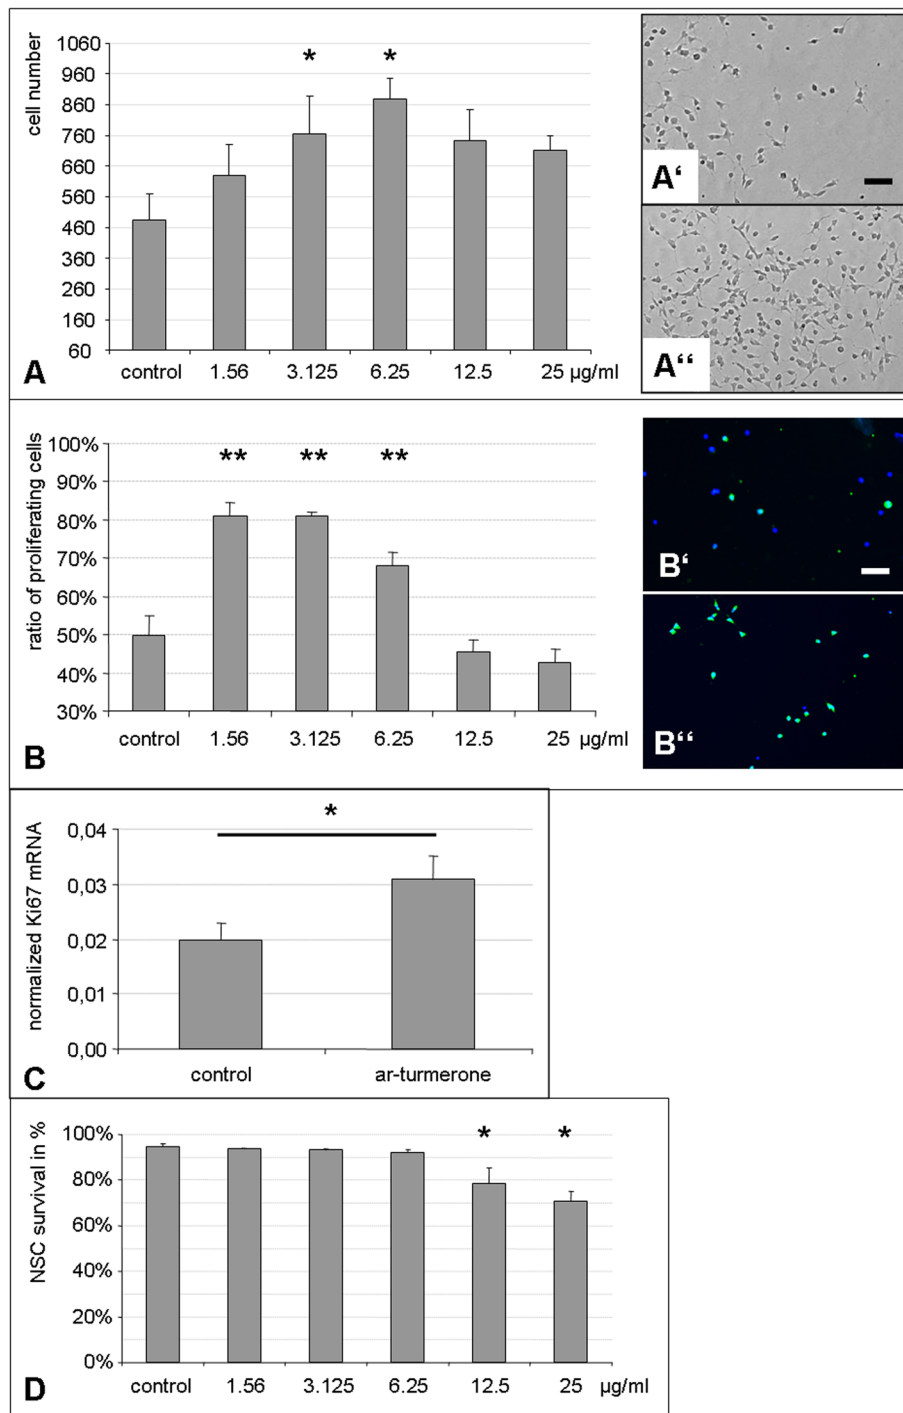 cell number
1060
960
860
760
660
560
460
360
260
160
60
* *
control 1.56 3.125 6.25 12.5 25 µg/ml
A
A‘
A“
ratio of proliferating cells
100%
90%
80%
70%
60%
50%
40%
30%
** ** **
control 1.56 3.125 6.25 12.5 25 µg/ml
B
B‘
B“
normalized Ki67 mRNA
0,04
0,03
0,02
0,01
0,00
*
control ar-turmerone
C
NSC survival in %
100%
80%
60%
40%
20%
0%
* *
control 1.56 3.125 6.25 12.5 25 µg/ml
D